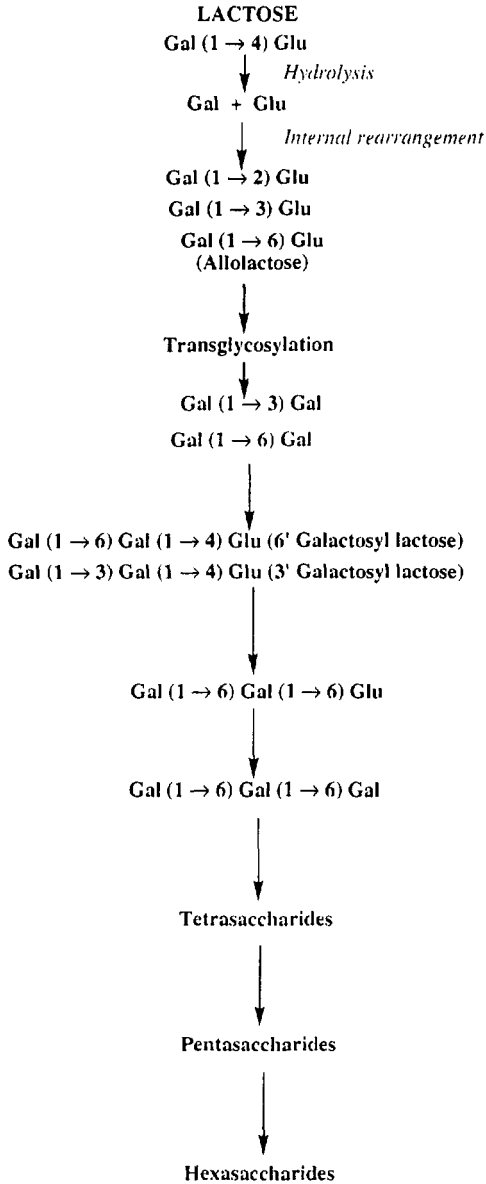 LACTOSE
Gal (1 → 4) Glu
Hydrolysis
Gal + Glu
Internal rearrangement
Gal (1 → 2) Glu
Gal (1 → 3) Glu
Gal (1 → 6) Glu
(Allolactose)
Transglycosylation
Gal (1 → 3) Gal
Gal (1 → 6) Gal
Gal (1 → 6) Gal (1 → 4) Glu (6' Galactosyl lactose)
Gal (1 → 3) Gal (1 → 4) Glu (3' Galactosyl lactose)
Gal (1 → 6) Gal (1 → 6) Glu
Gal (1 → 6) Gal (1 → 6) Gal
Tetrasaccharides
Pentasaccharides
Hexasaccharides